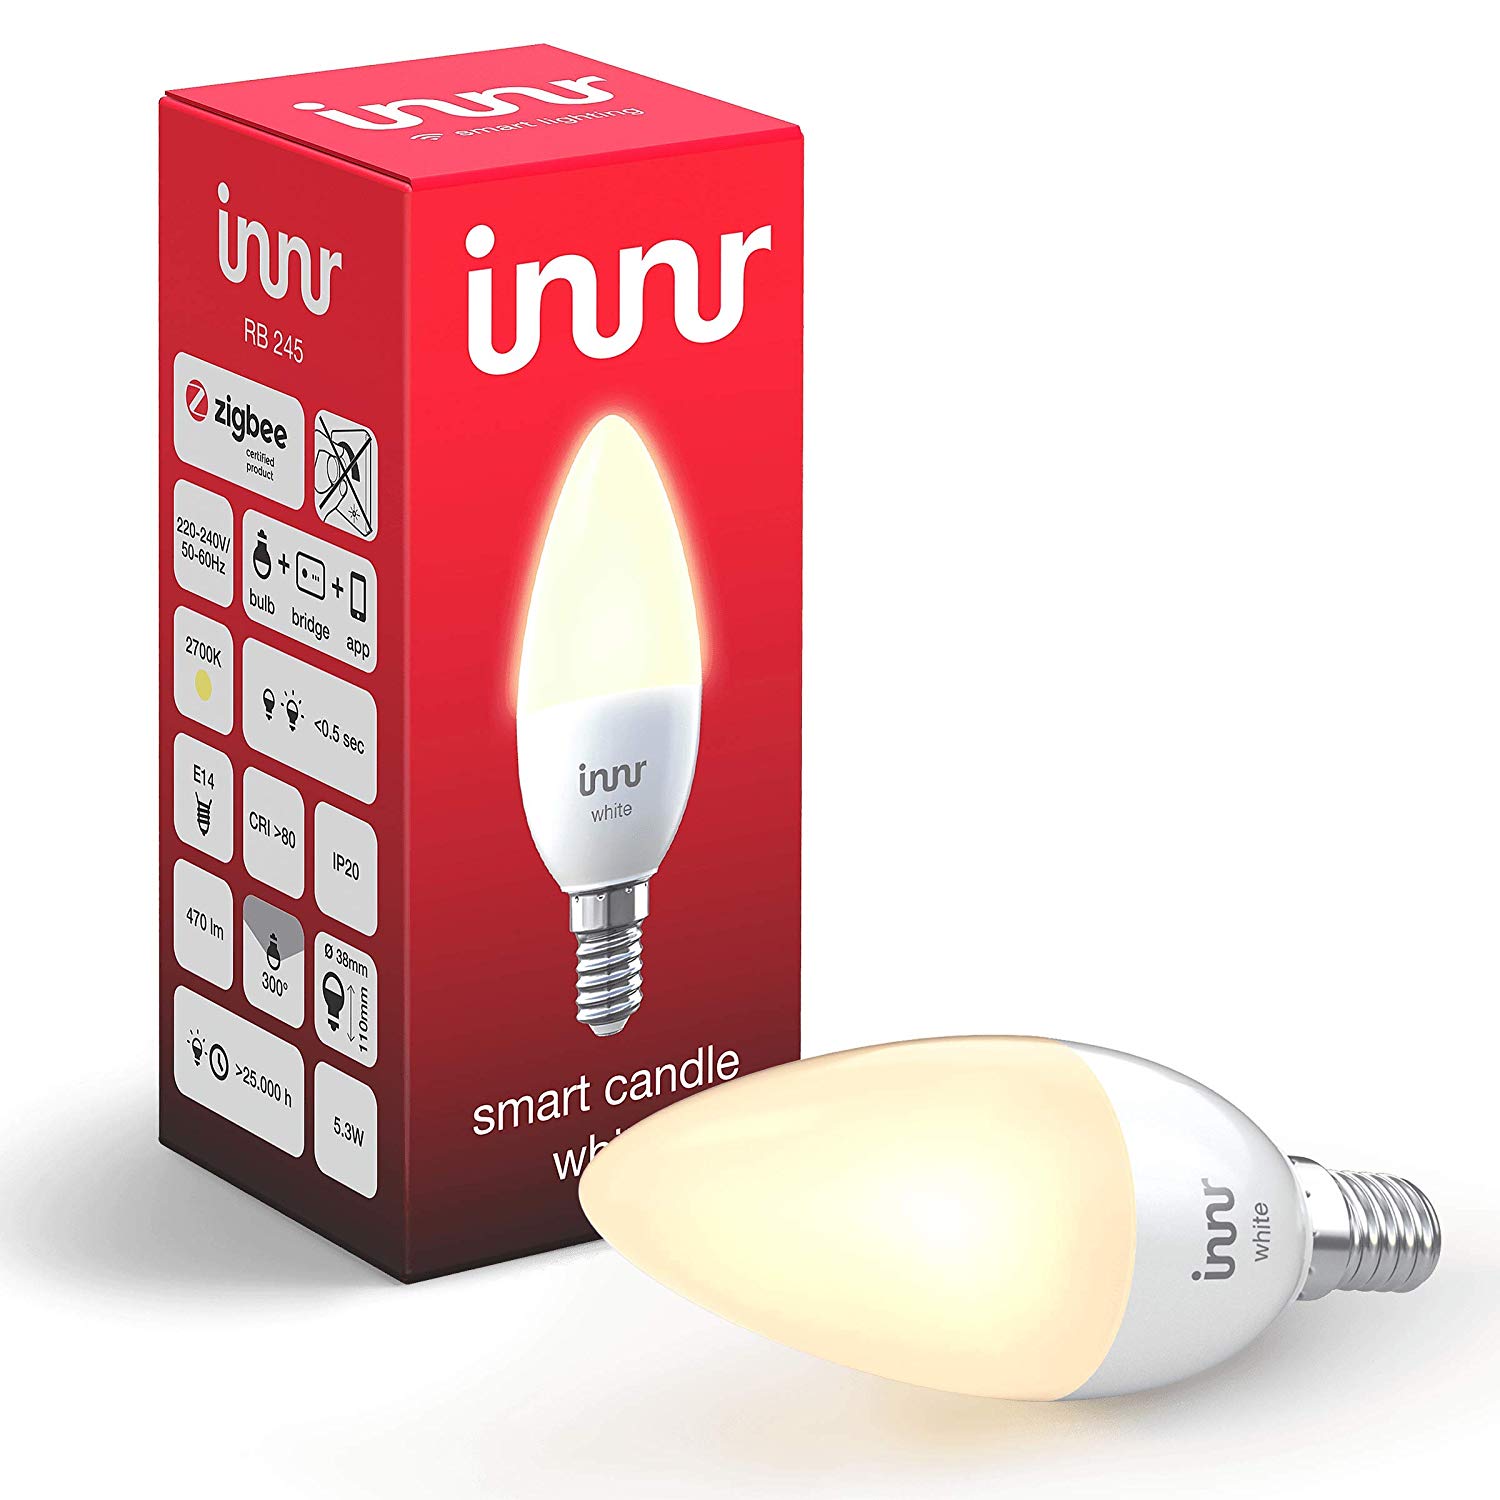 innr
smart lighting
innr
RB 245
zigbee
certified
product
220-240V/
50-60Hz
bulb
bridge
app
2700K
<0.5 sec
E14
CRI >80
IP20
470 lm
300°
Ø 38mm
110mm
>25.000 h
5.3W
innr
innr
white
smart candle
innr
white